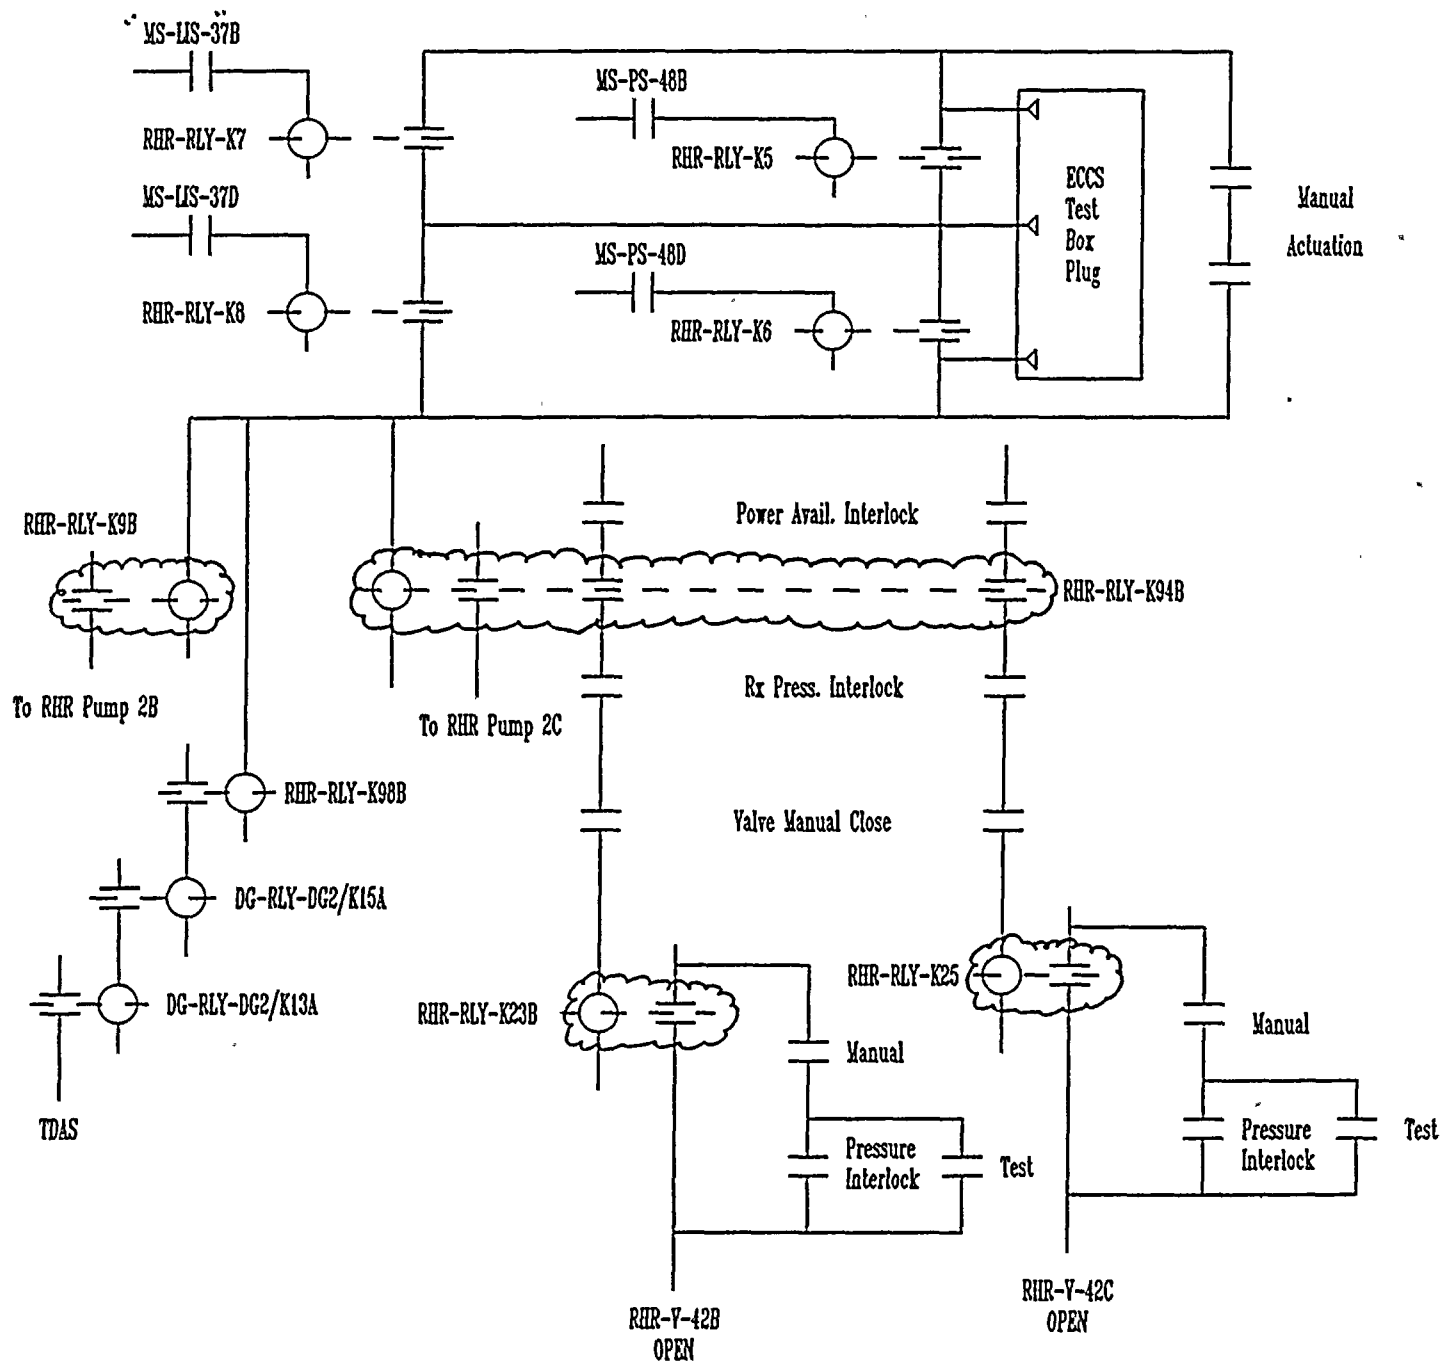 MS-LIS-37B
MS-PS-48B
RHR-RLY-K7
RHR-RLY-K5
MS-LIS-37D
ECCS
Test
Box
Plug
Manual
Actuation
MS-PS-48D
RHR-RLY-K8
RHR-RLY-K6
RHR-RLY-K9B
Power Avail. Interlock
RHR-RLY-K94B
To RHR Pump 2B
To RHR Pump 2C
Rx Press. Interlock
RHR-RLY-K98B
Valve Manual Close
DG-RLY-DG2/K15A
RHR-RLY-K25
DG-RLY-DG2/K13A
RHR-RLY-K23B
Manual
Manual
TDAS
Pressure
Interlock
Test
Pressure
Interlock
Test
RHR-V-42B
OPEN
RHR-V-42C
OPEN